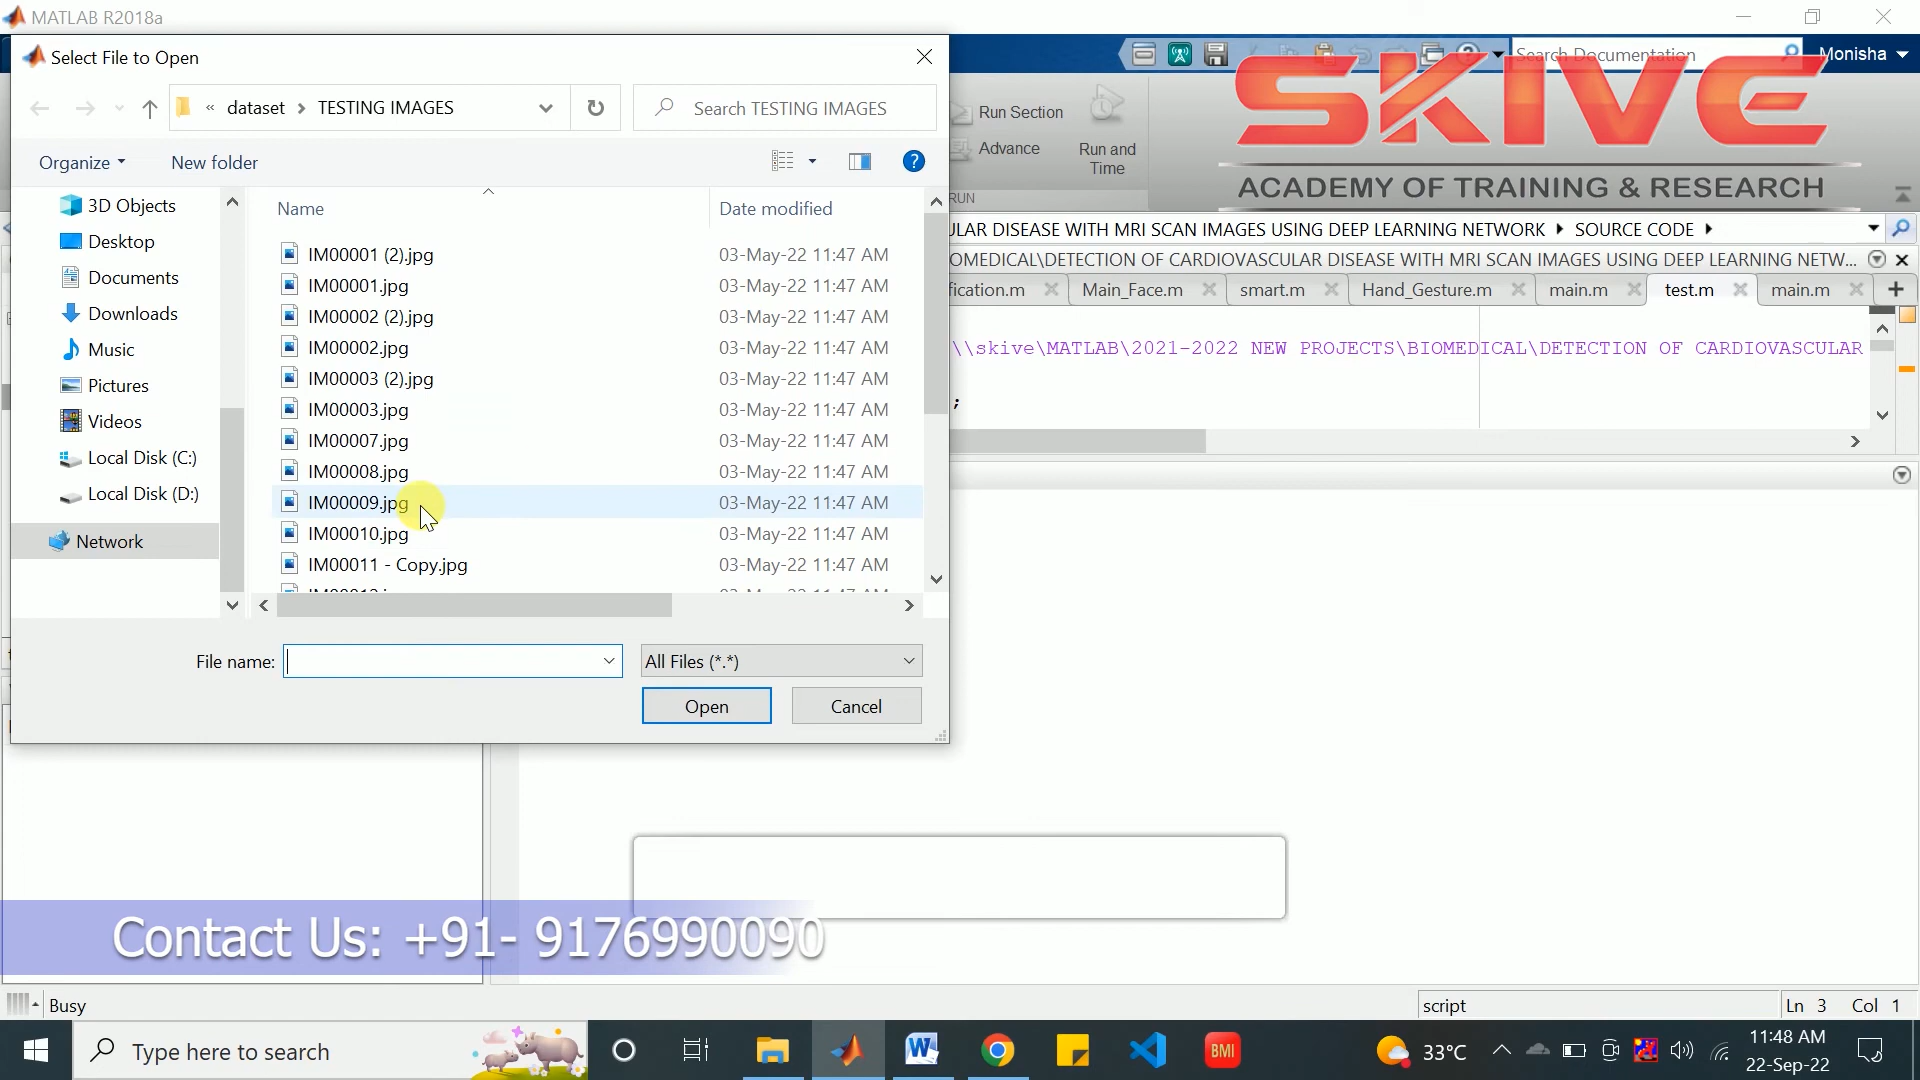 MATLAB R2018a
Select File to Open
« dataset > TESTING IMAGES
Search TESTING IMAGES
Organize
New folder
3D Objects
Desktop
Documents
Downloads
Music
Pictures
Videos
Local Disk (C:)
Local Disk (D:)
Network
Name
Date modified
IM00001 (2).jpg 03-May-22 11:47 AM
IM00001.jpg 03-May-22 11:47 AM
IM00002 (2).jpg 03-May-22 11:47 AM
IM00002.jpg 03-May-22 11:47 AM
IM00003 (2).jpg 03-May-22 11:47 AM
IM00003.jpg 03-May-22 11:47 AM
IM00007.jpg 03-May-22 11:47 AM
IM00008.jpg 03-May-22 11:47 AM
IM00009.jpg 03-May-22 11:47 AM
IM00010.jpg 03-May-22 11:47 AM
IM00011 - Copy.jpg 03-May-22 11:47 AM
File name:
All Files (*.*)
Open
Cancel
Search Documentation
Monisha
Run Section
Advance
Run and
Time
RUN
SKIVE
ACADEMY OF TRAINING & RESEARCH
ULAR DISEASE WITH MRI SCAN IMAGES USING DEEP LEARNING NETWORK ▸ SOURCE CODE ▸
OMEDICAL\DETECTION OF CARDIOVASCULAR DISEASE WITH MRI SCAN IMAGES USING DEEP LEARNING NETW...
fication.m
Main_Face.m
smart.m
Hand_Gesture.m
main.m
test.m
main.m
\\skive\MATLAB\2021-2022 NEW PROJECTS\BIOMEDICAL\DETECTION OF CARDIOVASCULAR
;
Contact Us: +91- 9176990090
Busy
script
Ln 3
Col 1
Type here to search
BMI
33°C
11:48 AM
22-Sep-22